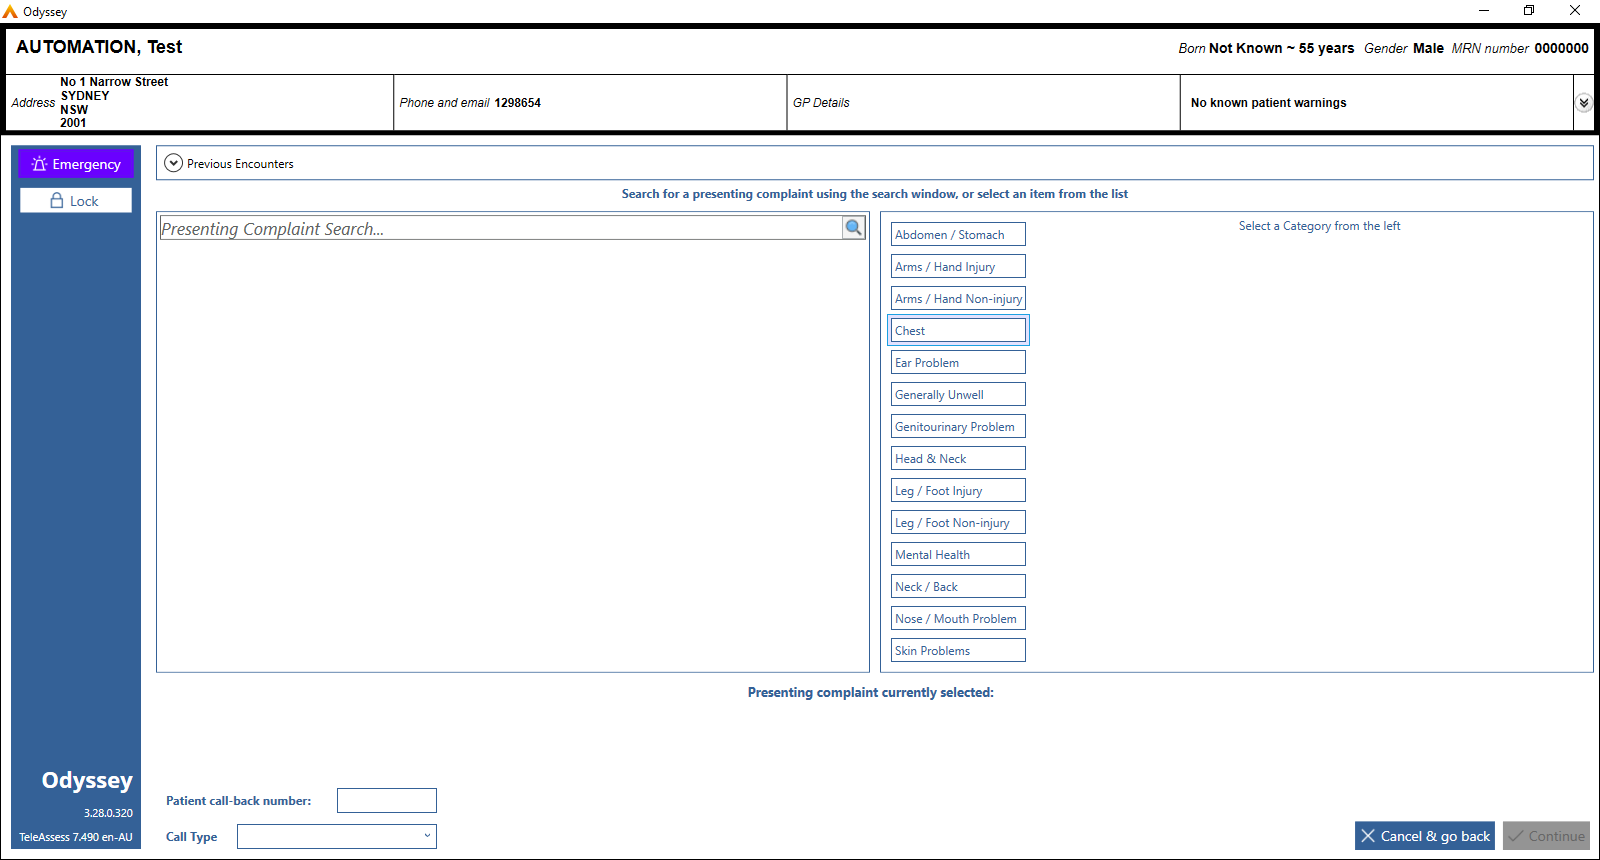 Odyssey
AUTOMATION, Test
Born Not Known ~ 55 years Gender Male MRN number 0000000
Address No 1 Narrow Street
SYDNEY
NSW
2001
Phone and email 1298654
GP Details
No known patient warnings
Emergency
Lock
Previous Encounters
Search for a presenting complaint using the search window, or select an item from the list
Presenting Complaint Search...
Select a Category from the left
Abdomen / Stomach
Arms / Hand Injury
Arms / Hand Non-injury
Chest
Ear Problem
Generally Unwell
Genitourinary Problem
Head & Neck
Leg / Foot Injury
Leg / Foot Non-injury
Mental Health
Neck / Back
Nose / Mouth Problem
Skin Problems
Presenting complaint currently selected:
Odyssey
3.28.0.320
TeleAssess 7.490 en-AU
Patient call-back number:
Call Type
Cancel & go back
Continue